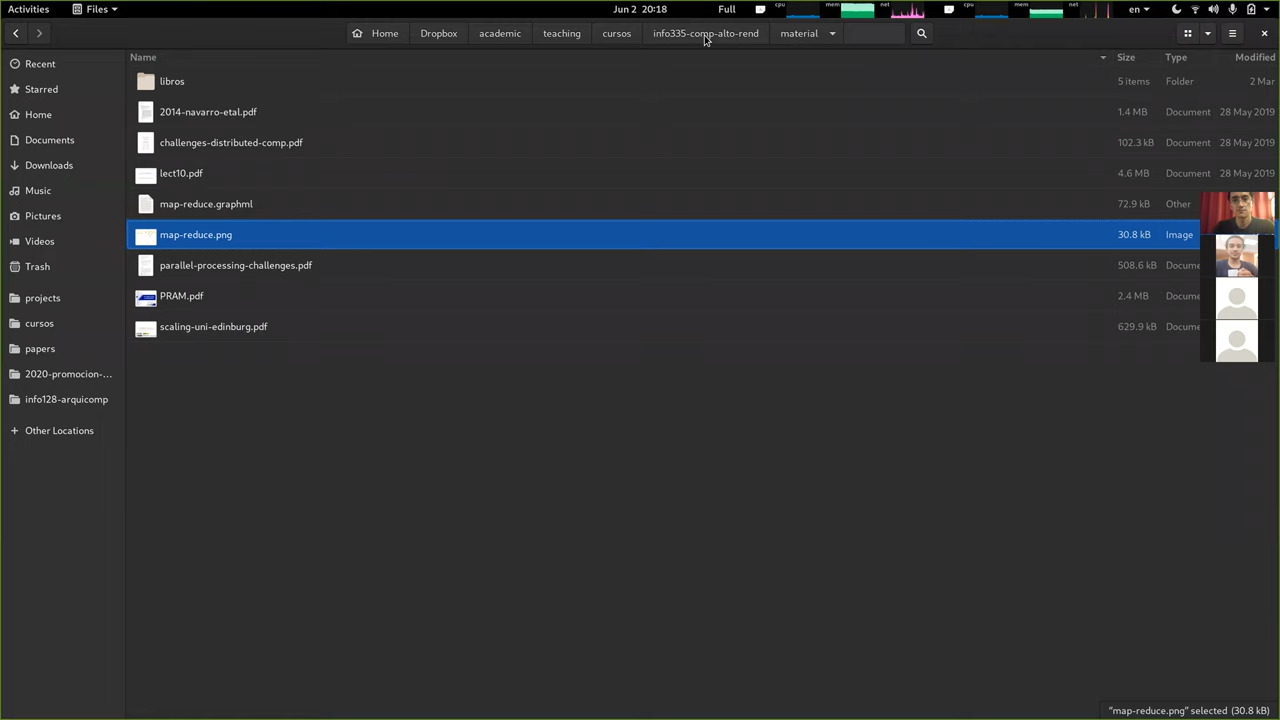 Activities Files Jun 2 20:18 Full cpu mem net cpu mem net en
Home Dropbox academic teaching cursos info335-comp-alto-rend material
Name Size Type Modified
Recent
Starred
Home
Documents
Downloads
Music
Pictures
Videos
Trash
projects
cursos
papers
2020-promocion-...
info128-arquicomp
+ Other Locations
libros 5 items Folder 2 Mar
2014-navarro-etal.pdf 1.4 MB Document 28 May 2019
challenges-distributed-comp.pdf 102.3 kB Document 28 May 2019
lect10.pdf 4.6 MB Document 28 May 2019
map-reduce.graphml 72.9 kB Other
map-reduce.png 30.8 kB Image
parallel-processing-challenges.pdf 508.6 kB Docume
PRAM.pdf 2.4 MB Docume
scaling-uni-edinburg.pdf 629.9 kB Docume
"map-reduce.png" selected (30.8 kB)